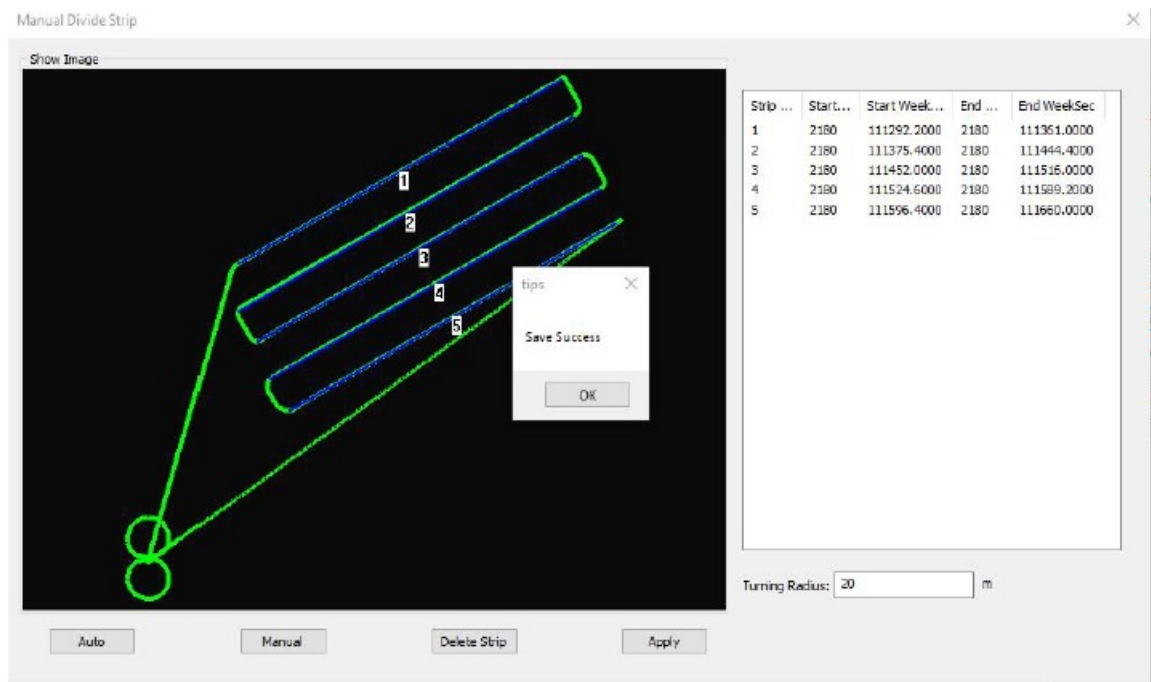 Manual Divide Strip
Show Image
1
2
3
4
5
tips
Save Success
OK
Strip ... Start... Start Week... End ... End WeekSec
1 2180 111292.2000 2180 111361.0000
2 2180 111375.4000 2180 111444.4000
3 2180 111452.0000 2180 111516.0000
4 2180 111524.6000 2180 111589.2000
5 2180 111596.4000 2180 111660.0000
Turning Radius: 20 m
Auto Manual Delete Strip Apply